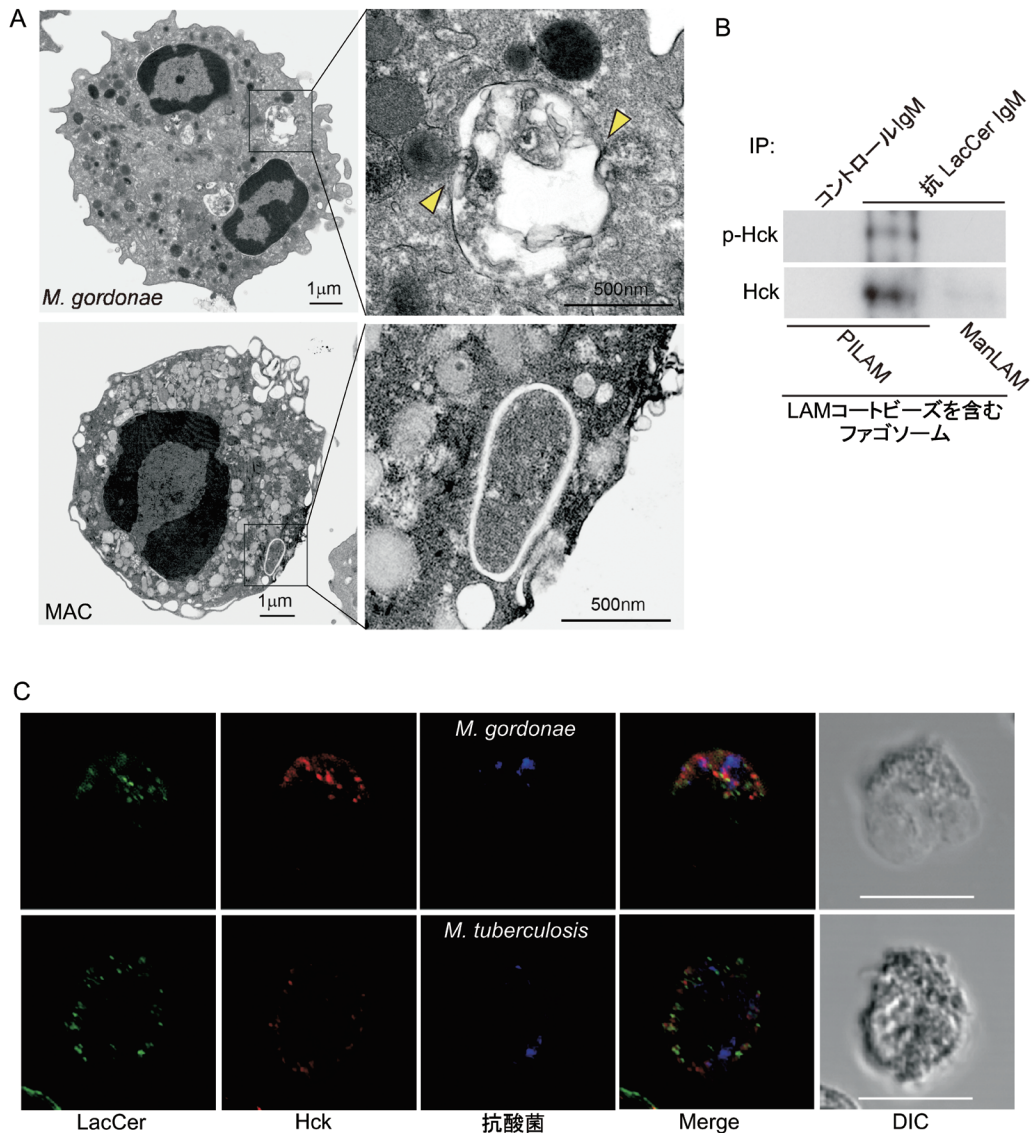 A
M. gordonae
1μm
500nm
MAC
1μm
500nm
B
IP:
コントロールIgM
抗 LacCer IgM
p-Hck
Hck
PILAM
ManLAM
LAMコートビーズを含む
ファゴソーム
C
M. gordonae
M. tuberculosis
LacCer
Hck
抗酸菌
Merge
DIC